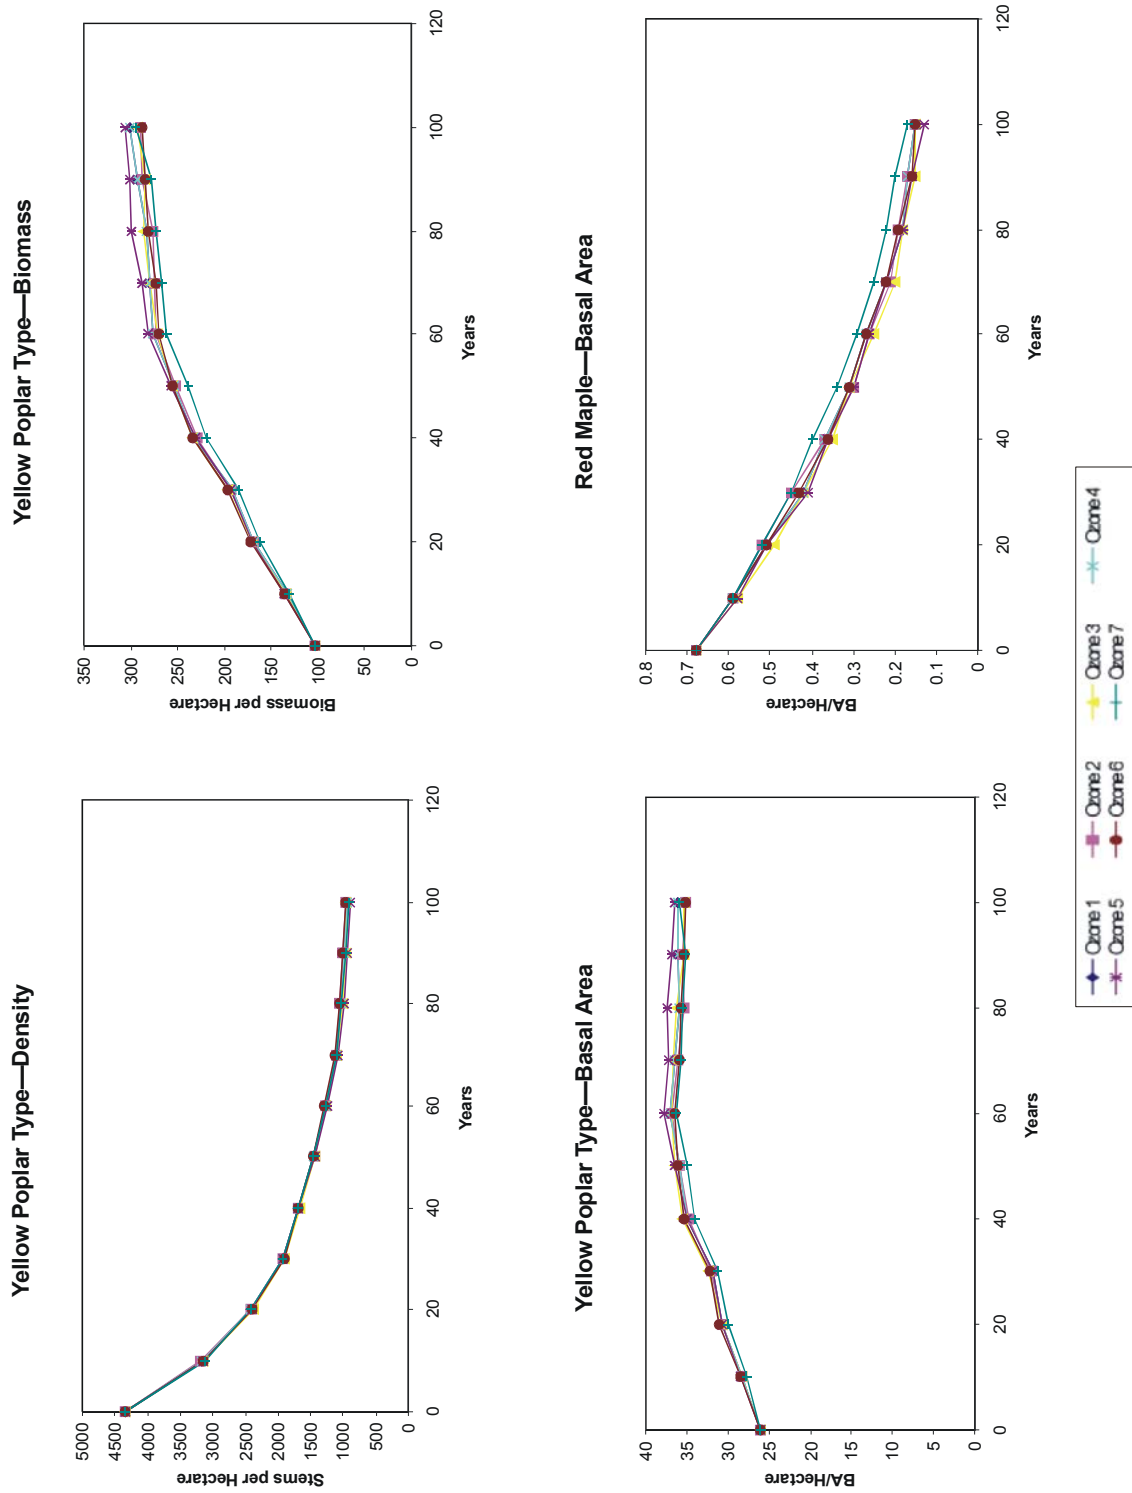 Yellow Poplar Type—Density
5000
4500
4000
3500
3000
2500
2000
1500
1000
500
0
Stems per Hectare
0 20 40 60 80 100 120
Years
Yellow Poplar Type—Biomass
350
300
250
200
150
100
50
0
Biomass per Hectare
0 20 40 60 80 100 120
Years
Yellow Poplar Type—Basal Area
40
35
30
25
20
15
10
5
0
BA/Hectare
0 20 40 60 80 100 120
Years
Red Maple—Basal Area
0.8
0.7
0.6
0.5
0.4
0.3
0.2
0.1
0
BA/Hectare
0 20 40 60 80 100 120
Years
Ozone 1 Ozone 2 Ozone 3 Ozone 4
Ozone 5 Ozone 6 Ozone 7